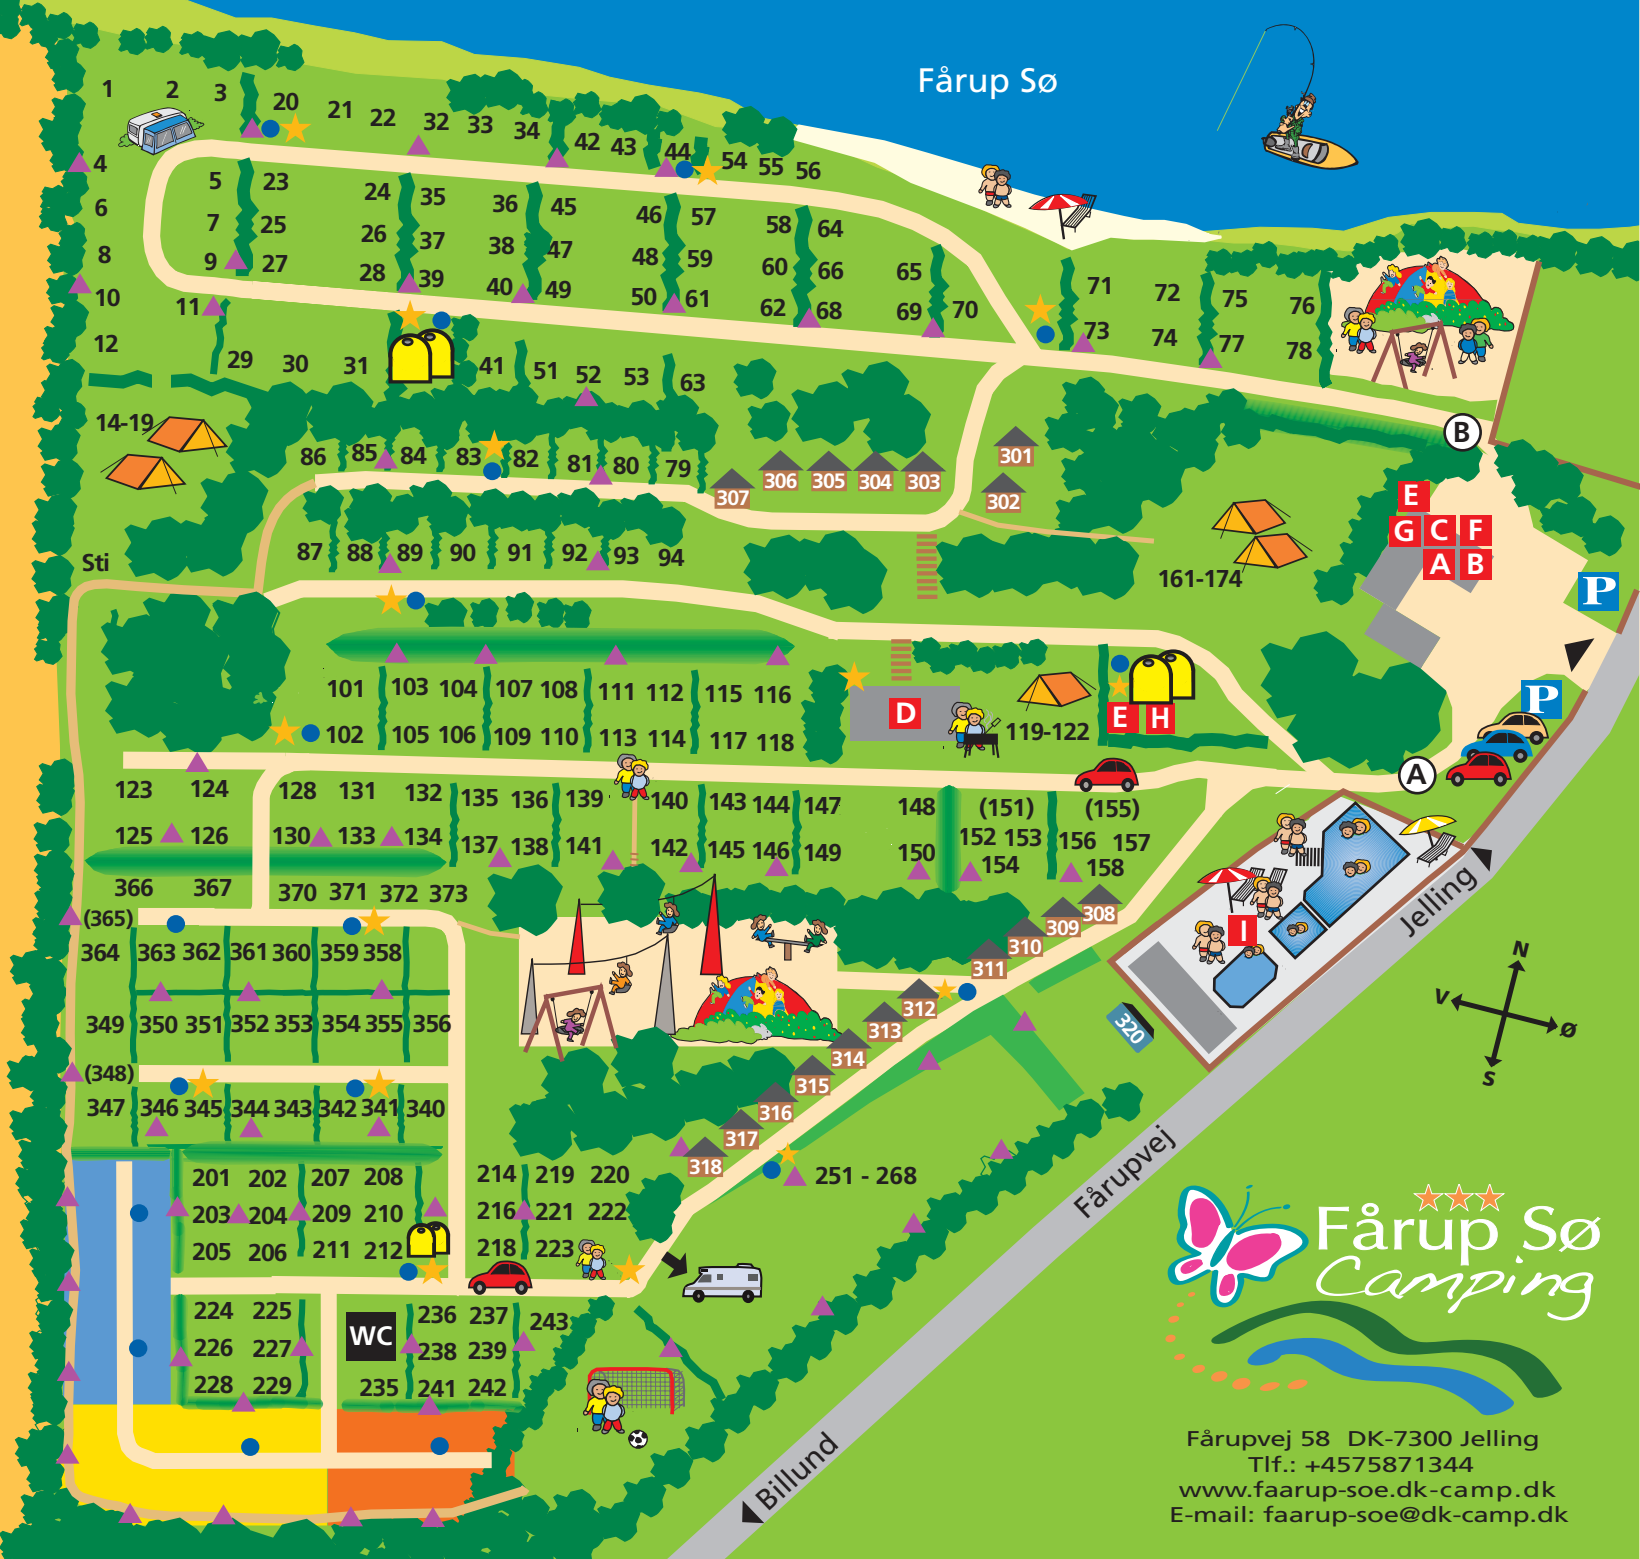 Fårup Sø
1 2 3 20 21 22 32 33 34 42 43 44 54 55 56
4 5 23 24 35 36 45 46 57 58 64
6 7 25 26 37 38 47 48 59 60 66 65 71 72 75 76
8 9 27 28 39 40 49 50 61 62 68 69 70 73 74 77 78
10 11
12 29 30 31 41 51 52 53 63
14-19
86 85 84 83 82 81 80 79
307 306 305 304 303 301 302
B
87 88 89 90 91 92 93 94
Sti
161-174
E
G C F
A B
P
101 103 104 107 108 111 112 115 116
102 105 106 109 110 113 114 117 118
D
119-122
E H
P
A
123 124 128 131 132 135 136 139 140 143 144 147 148 (151) (155)
125 126 130 133 134 137 138 141 142 145 146 149 150 152 153 154 156 157 158
366 367 370 371 372 373
(365)
364 363 362 361 360 359 358
349 350 351 352 353 354 355 356
(348)
347 346 345 344 343 342 341 340
308
309
310
311
312
313
314
315
316
317
318
I
320
Jelling
N
V
Ø
S
201 202 207 208 214 219 220
203 204 209 210 216 221 222
205 206 211 212 218 223
251 - 268
Fårupvej
224 225 236 237 243
226 227 WC 238 239
228 229 235 241 242
Billund
Fårup Sø
Camping
Fårupvej 58 DK-7300 Jelling
Tlf.: +4575871344
www.faarup-soe.dk-camp.dk
E-mail: faarup-soe@dk-camp.dk